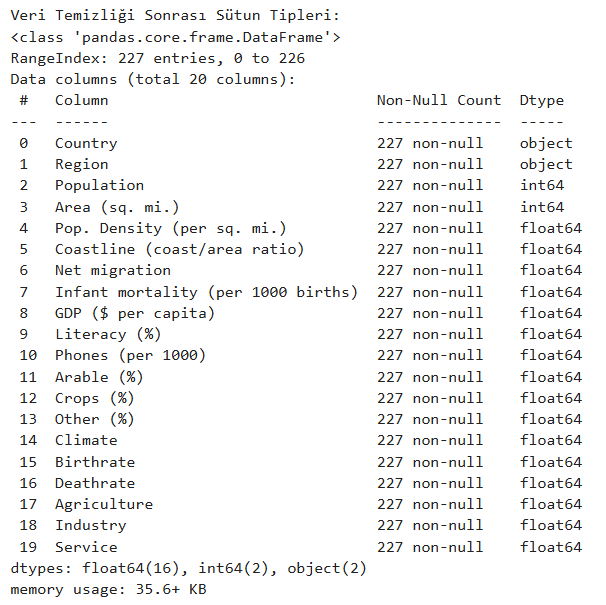 Veri Temizliği Sonrası Sütun Tipleri:
<class 'pandas.core.frame.DataFrame'>
RangeIndex: 227 entries, 0 to 226
Data columns (total 20 columns):
 #   Column                              Non-Null Count  Dtype
---  ------                              --------------  -----
 0   Country                             227 non-null    object
 1   Region                              227 non-null    object
 2   Population                          227 non-null    int64
 3   Area (sq. mi.)                      227 non-null    int64
 4   Pop. Density (per sq. mi.)          227 non-null    float64
 5   Coastline (coast/area ratio)        227 non-null    float64
 6   Net migration                       227 non-null    float64
 7   Infant mortality (per 1000 births)  227 non-null    float64
 8   GDP ($ per capita)                  227 non-null    float64
 9   Literacy (%)                        227 non-null    float64
 10  Phones (per 1000)                   227 non-null    float64
 11  Arable (%)                          227 non-null    float64
 12  Crops (%)                           227 non-null    float64
 13  Other (%)                           227 non-null    float64
 14  Climate                             227 non-null    float64
 15  Birthrate                           227 non-null    float64
 16  Deathrate                           227 non-null    float64
 17  Agriculture                         227 non-null    float64
 18  Industry                            227 non-null    float64
 19  Service                             227 non-null    float64
dtypes: float64(16), int64(2), object(2)
memory usage: 35.6+ KB